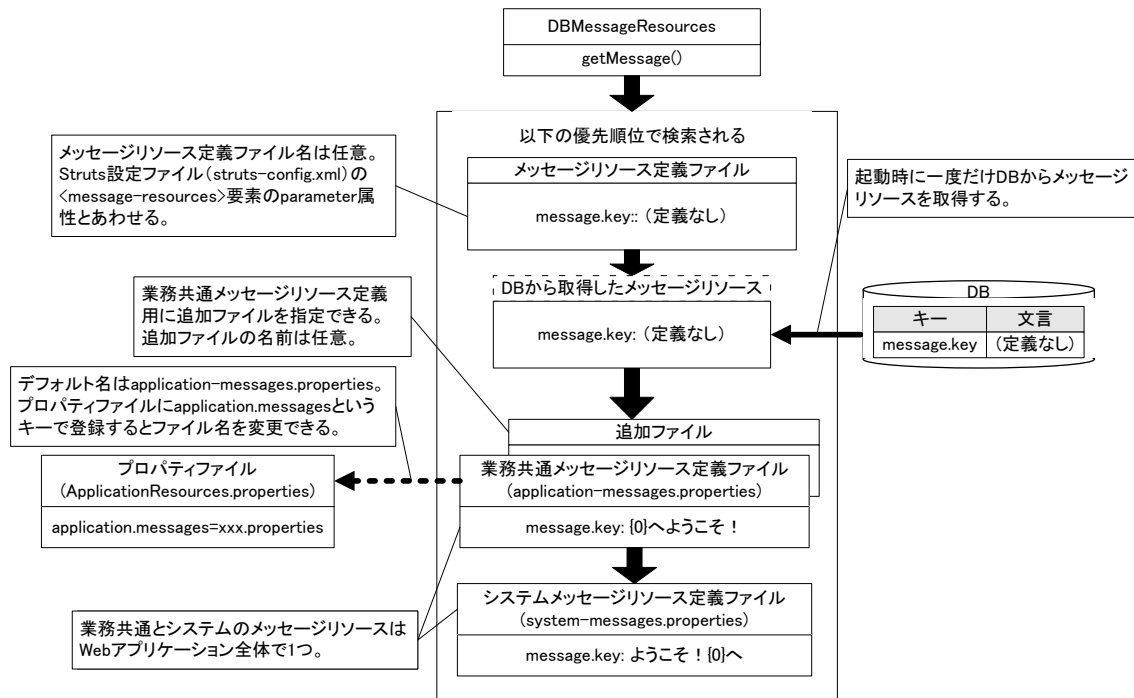 DBMessageResources
getMessage()
以下の優先順位で検索される
メッセージリソース定義ファイル名は任意。
Struts設定ファイル(struts-config.xml)の
<message-resources>要素のparameter属
性とあわせる。
メッセージリソース定義ファイル
message.key:: (定義なし)
起動時に一度だけDBからメッセージ
リソースを取得する。
DBから取得したメッセージリソース
message.key: (定義なし)
DB
キー 文言
message.key (定義なし)
業務共通メッセージリソース定義
用に追加ファイルを指定できる。
追加ファイルの名前は任意。
デフォルト名はapplication-messages.properties。
プロパティファイルにapplication.messagesという
キーで登録するとファイル名を変更できる。
追加ファイル
プロパティファイル
(ApplicationResources.properties)
application.messages=xxx.properties
業務共通メッセージリソース定義ファイル
(application-messages.properties)
message.key: {0}へようこそ!
システムメッセージリソース定義ファイル
(system-messages.properties)
message.key: ようこそ!{0}へ
業務共通とシステムのメッセージリソースは
Webアプリケーション全体で1つ。